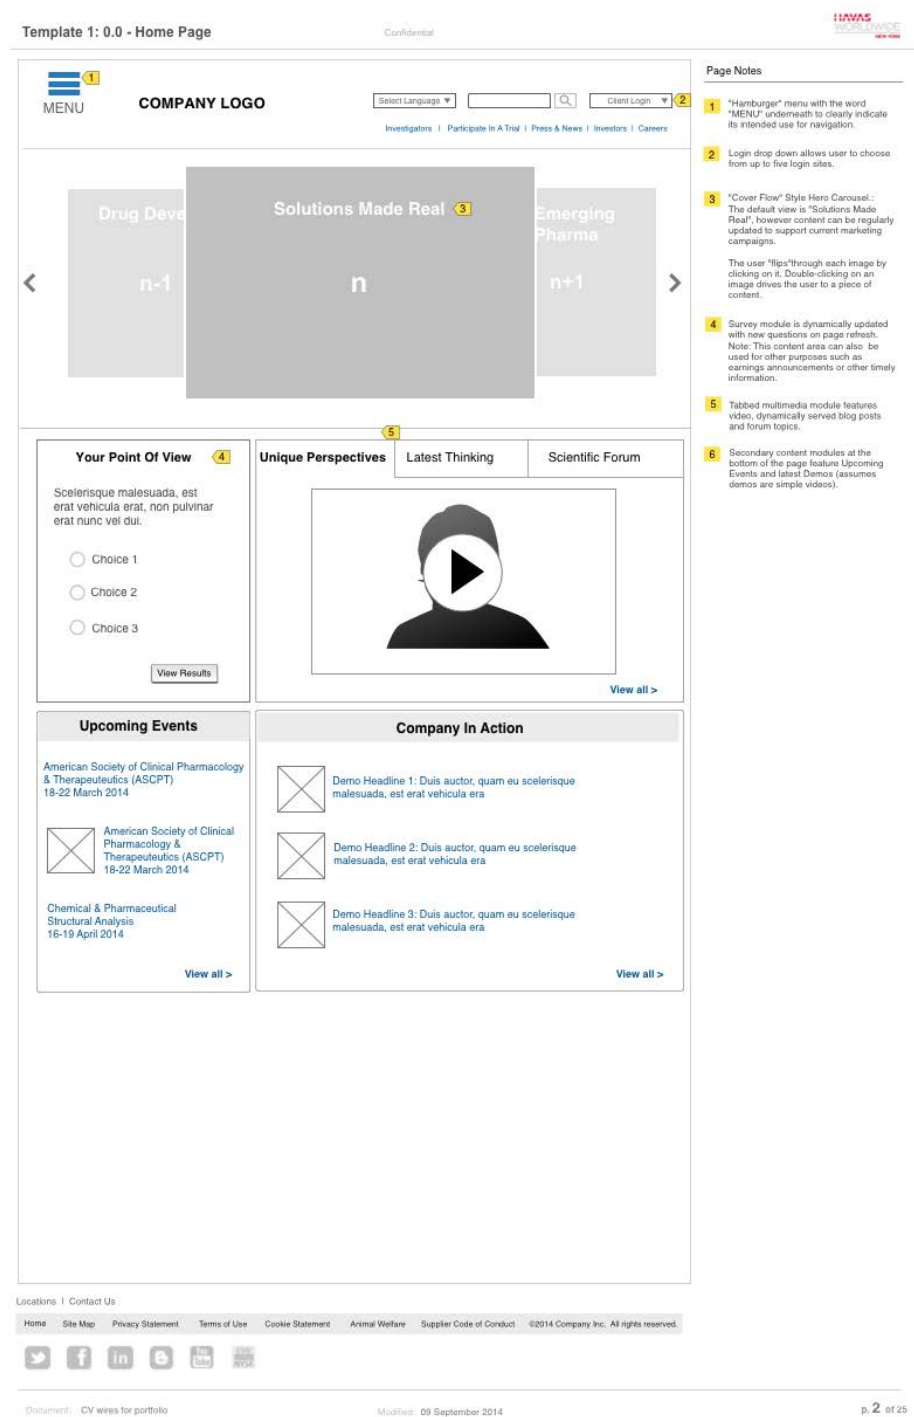 Template 1: 0.0 - Home Page
Confidential
HAVAS
WORLDWIDE
NEW YORK
1
MENU
COMPANY LOGO
Select Language
Client Login
2
Investigators | Participate In A Trial | Press & News | Investors | Careers
Drug Deve
Solutions Made Real
3
Emerging
Pharma
n-1
n
n+1
5
Your Point Of View
4
Scelerisque malesuada, est
erat vehicula erat, non pulvinar
erat nunc vel dui.
Choice 1
Choice 2
Choice 3
View Results
Unique Perspectives
Latest Thinking
Scientific Forum
View all >
Upcoming Events
American Society of Clinical Pharmacology
& Therapeuteutics (ASCPT)
18-22 March 2014
American Society of Clinical
Pharmacology &
Therapeuteutics (ASCPT)
18-22 March 2014
Chemical & Pharmaceutical
Structural Analysis
16-19 April 2014
View all >
Company In Action
Demo Headline 1: Duis auctor, quam eu scelerisque
malesuada, est erat vehicula era
Demo Headline 2: Duis auctor, quam eu scelerisque
malesuada, est erat vehicula era
Demo Headline 3: Duis auctor, quam eu scelerisque
malesuada, est erat vehicula era
View all >
Page Notes
1
"Hamburger" menu with the word
"MENU" underneath to clearly indicate
its intended use for navigation.
2
Login drop down allows user to choose
from up to five login sites.
3
"Cover Flow" Style Hero Carousel.:
The default view is "Solutions Made
Real", however content can be regularly
updated to support current marketing
campaigns.
The user "flips"through each image by
clicking on it. Double-clicking on an
image drives the user to a piece of
content.
4
Survey module is dynamically updated
with new questions on page refresh.
Note: This content area can also be
used for other purposes such as
earnings announcements or other timely
information.
5
Tabbed multimedia module features
video, dynamically served blog posts
and forum topics.
6
Secondary content modules at the
bottom of the page feature Upcoming
Events and latest Demos (assumes
demos are simple videos).
Locations | Contact Us
Home Site Map Privacy Statement Terms of Use Cookie Statement Animal Welfare Supplier Code of Conduct ©2014 Company Inc. All rights reserved.
f in B You Tube NYSE
Document: CV wires for portfolio
Modified: 09 September 2014
p. 2 of 25